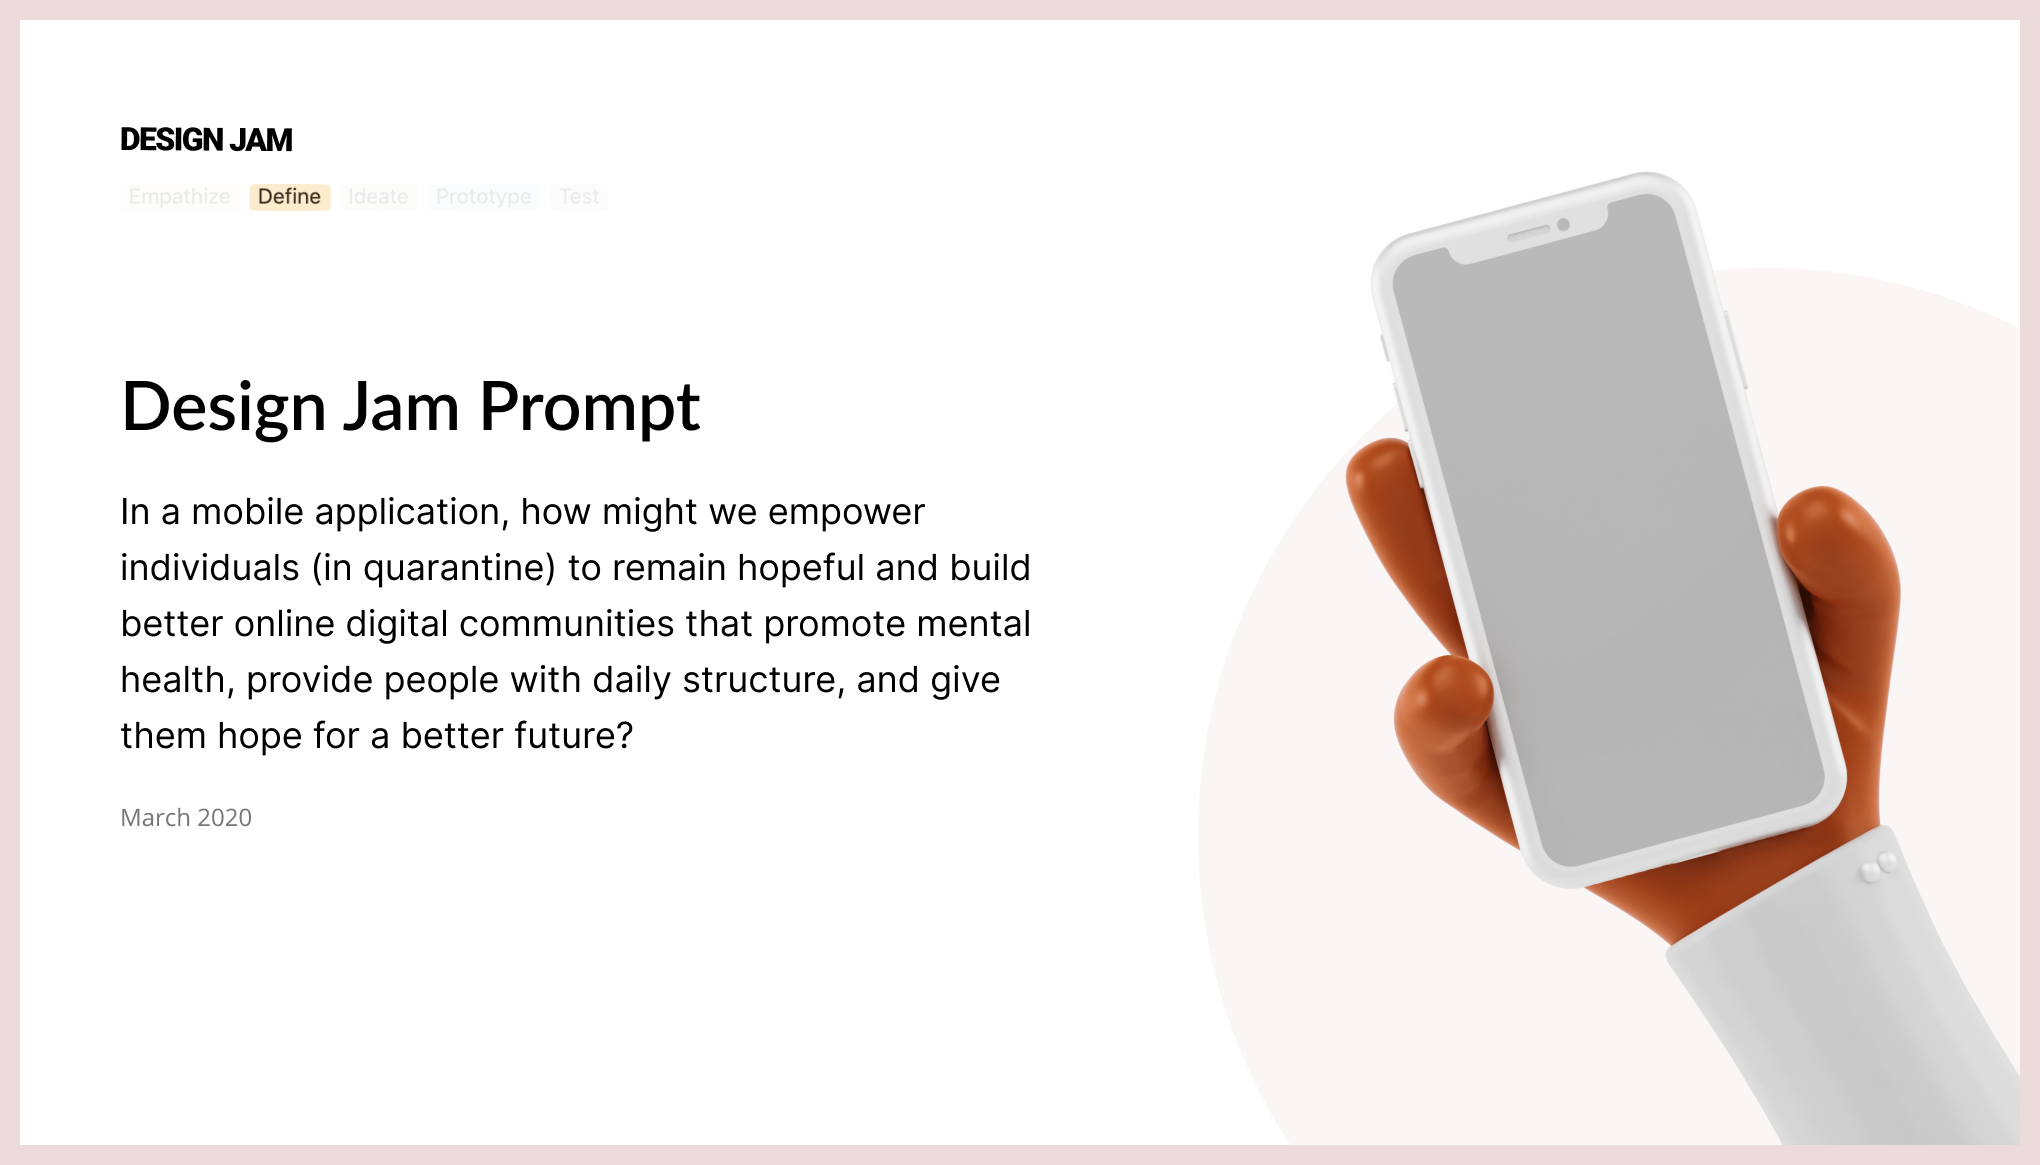 DESIGN JAM
Empathize Define Ideate Prototype Test
Design Jam Prompt
In a mobile application, how might we empower
individuals (in quarantine) to remain hopeful and build
better online digital communities that promote mental
health, provide people with daily structure, and give
them hope for a better future?
March 2020